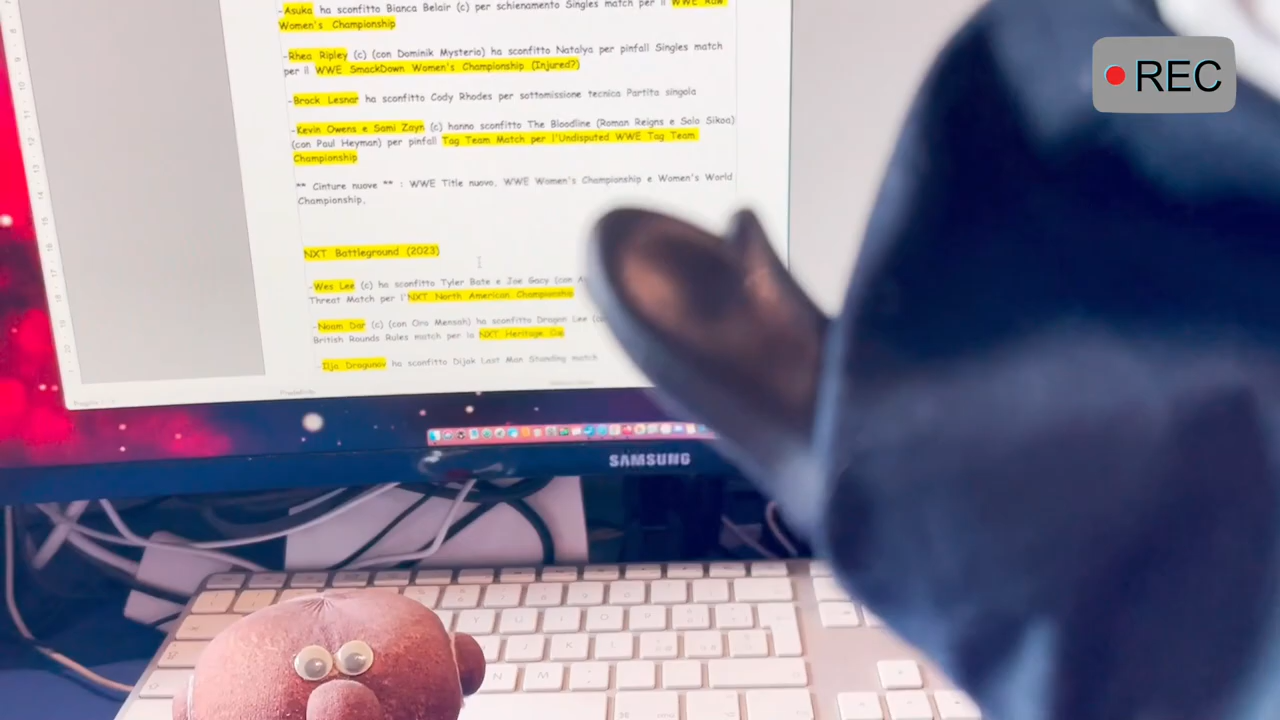 -Asuka ha sconfitto Bianca Belair (c) per schienamento Singles match per il WWE Raw
Women's Championship
-Rhea Ripley (c) (con Dominik Mysterio) ha sconfitto Natalya per pinfall Singles match
per il WWE SmackDown Women's Championship (Injured?)
-Brock Lesnar ha sconfitto Cody Rhodes per sottomissione tecnica Partita singola
-Kevin Owens e Sami Zayn (c) hanno sconfitto The Bloodline (Roman Reigns e Solo Sikoa)
(con Paul Heyman) per pinfall Tag Team Match per l'Undisputed WWE Tag Team
Championship
** Cinture nuove ** : WWE Title nuovo, WWE Women's Championship e Women's World
Championship.
NXT Battleground (2023)
-Wes Lee (c) ha sconfitto Tyler Bate e Joe Gacy (con
Threat Match per l'NXT North American Championship
-Noam Dar (c) (con Oro Mensah) ha sconfitto Dragon Lee
British Rounds Rules match per la NXT Heritage Cup
-Ilja Dragunov ha sconfitto Dijak Last Man Standing match
SAMSUNG
REC